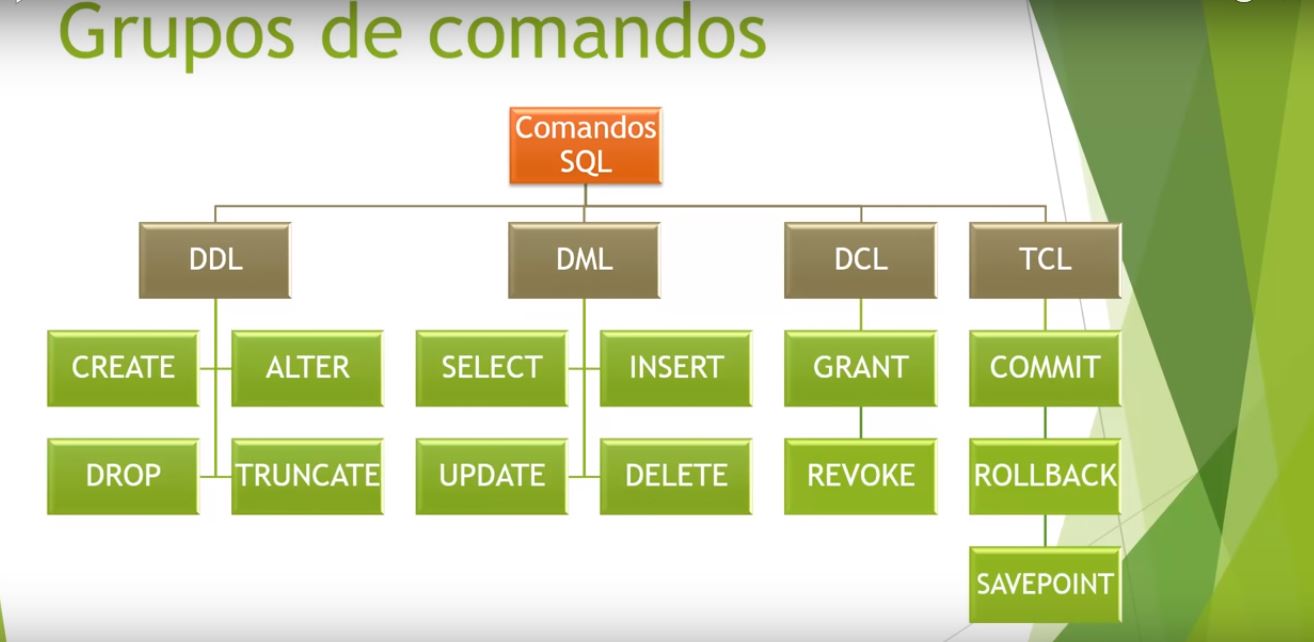 Grupos de comandos
Comandos
SQL
DDL
DML
DCL
TCL
CREATE
ALTER
SELECT
INSERT
GRANT
COMMIT
DROP
TRUNCATE
UPDATE
DELETE
REVOKE
ROLLBACK
SAVEPOINT